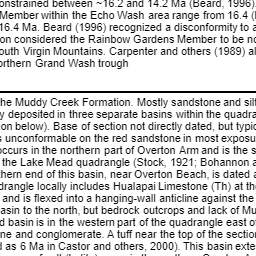 onstrained between ~16.2 and 14.2 Ma (Beard, 1996).
Member within the Echo Wash area range from 16.4 (
16.4 Ma. Beard (1996) recognized a disconformity to a
on considered the Rainbow Gardens Member to be no
outh Virgin Mountains. Carpenter and others (1989) al
orthern Grand Wash trough
the Muddy Creek Formation. Mostly sandstone and silt
y deposited in three separate basins within the quadra
on below). Base of section not directly dated, but typic
s unconformable on the red sandstone in most exposu
occurs in the northern part of Overton Arm and is the s
the Lake Mead quadrangle (Stock, 1921; Bohannon a
thern end of this basin, near Overton Beach, is dated a
drangle locally includes Hualapai Limestone (Th) at the
and is flexed into a hanging-wall anticline against the
asin to the north, but bedrock outcrops and lack of Mu
d basin is in the western part of the quadrangle east of
ne and conglomerate. A tuff near the top of the section
d as 6 Ma in Castor and others, 2000). This basin exte